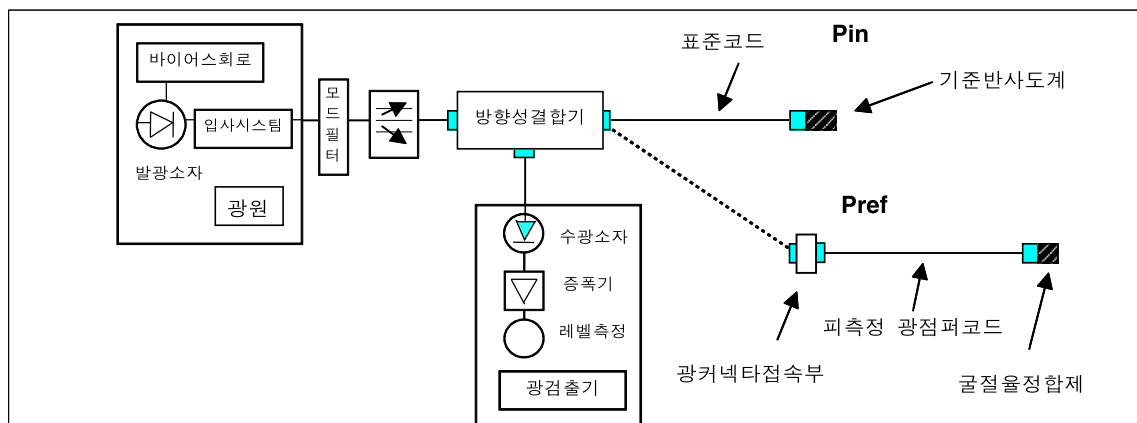 바이어스회로
입사시스팀
발광소자
광원
모드필터
방향성결합기
표준코드
Pin
기준반사도계
Pref
수광소자
증폭기
레벨측정
광검출기
피측정 광점퍼코드
광커넥타접속부
굴절율정합제